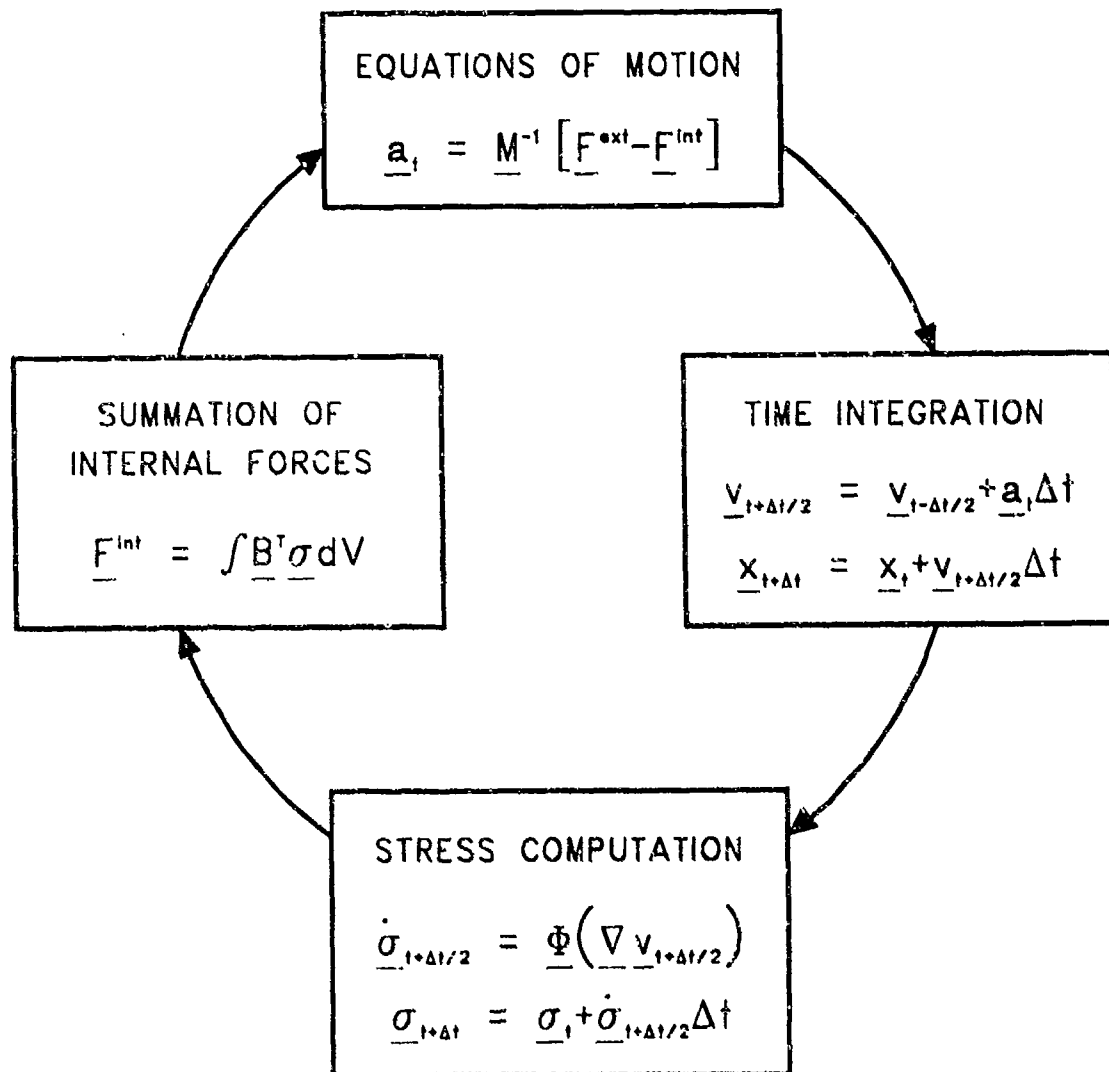 EQUATIONS OF MOTION
a_t = M^-1 [F^ext - F^int]
SUMMATION OF
INTERNAL FORCES
F^int = ∫B^T σ dV
TIME INTEGRATION
v_t+Δt/2 = v_t-Δt/2 + a_t Δt
x_t+Δt = x_t + v_t+Δt/2 Δt
STRESS COMPUTATION
σ̇_t+Δt/2 = Φ(∇ v_t+Δt/2)
σ_t+Δt = σ_t + σ̇_t+Δt/2 Δt